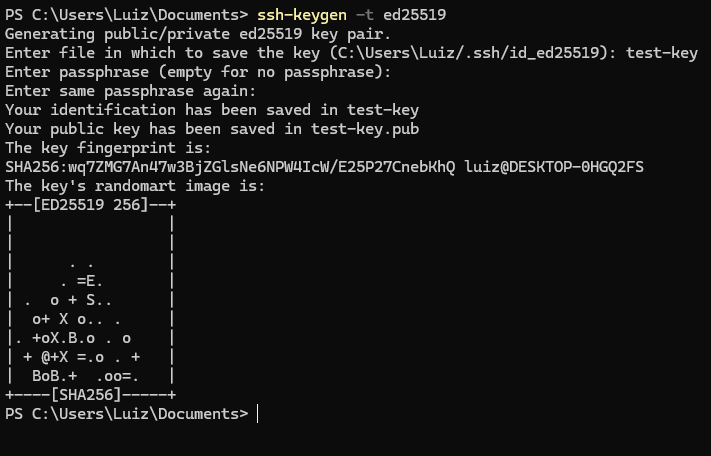 PS C:\Users\Luiz\Documents> ssh-keygen -t ed25519
Generating public/private ed25519 key pair.
Enter file in which to save the key (C:\Users\Luiz/.ssh/id_ed25519): test-key
Enter passphrase (empty for no passphrase):
Enter same passphrase again:
Your identification has been saved in test-key
Your public key has been saved in test-key.pub
The key fingerprint is:
SHA256:wq7ZMG7An47w3BjZGlsNe6NPW4IcW/E25P27CnebKhQ luiz@DESKTOP-0HGQ2FS
The key's randomart image is:
+--[ED25519 256]--+
|                 |
|                 |
|      . .        |
|     . =E.       |
| .  o + S..      |
|  o+ X o.. .     |
|. +oX.B.o . o    |
| + @+X =.o . +   |
|  BoB.+  .oo=.   |
+----[SHA256]-----+
PS C:\Users\Luiz\Documents>